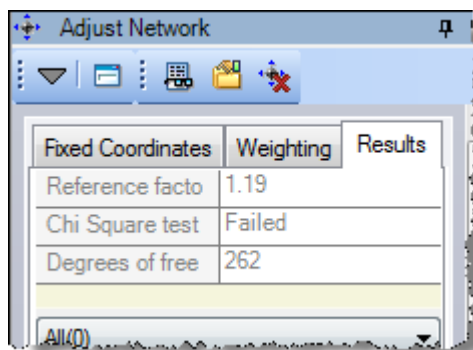 Adjust Network
Fixed Coordinates Weighting Results
Reference facto 1.19
Chi Square test Failed
Degrees of free 262
All(0)